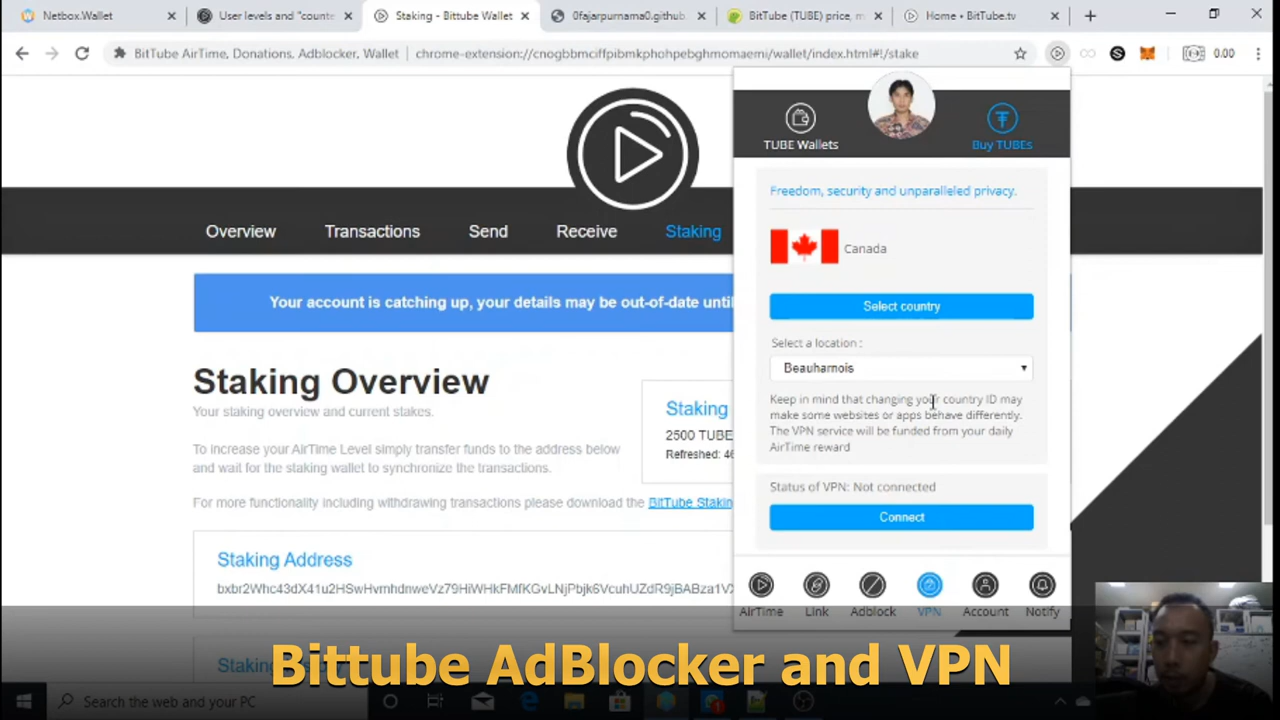 Netbox.Wallet
User levels and "counte
Staking - Bittube Wallet
0fajarpurnama0.github
BitTube (TUBE) price, m
Home • BitTube.tv
BitTube AirTime, Donations, Adblocker, Wallet
chrome-extension://cnogbbmciffpibmkphohpebghmomaemi/wallet/index.html#!/stake
0.00
TUBE Wallets
Buy TUBEs
Overview
Transactions
Send
Receive
Staking
Freedom, security and unparalleled privacy.
Canada
Your account is catching up, your details may be out-of-date until
Select country
Select a location :
Beauharnois
Staking Overview
Your staking overview and current stakes.
Staking
2500 TUBE
Refreshed: 46
Keep in mind that changing your country ID may
make some websites or apps behave differently.
The VPN service will be funded from your daily
AirTime reward
To increase your AirTime Level simply transfer funds to the address below
and wait for the staking wallet to synchronize the transactions.
For more functionality including withdrawing transactions please download the BitTube Stakin
Status of VPN: Not connected
Connect
Staking Address
AirTime
Link
Adblock
VPN
Account
Notify
Bittube AdBlocker and VPN
Search the web and your PC